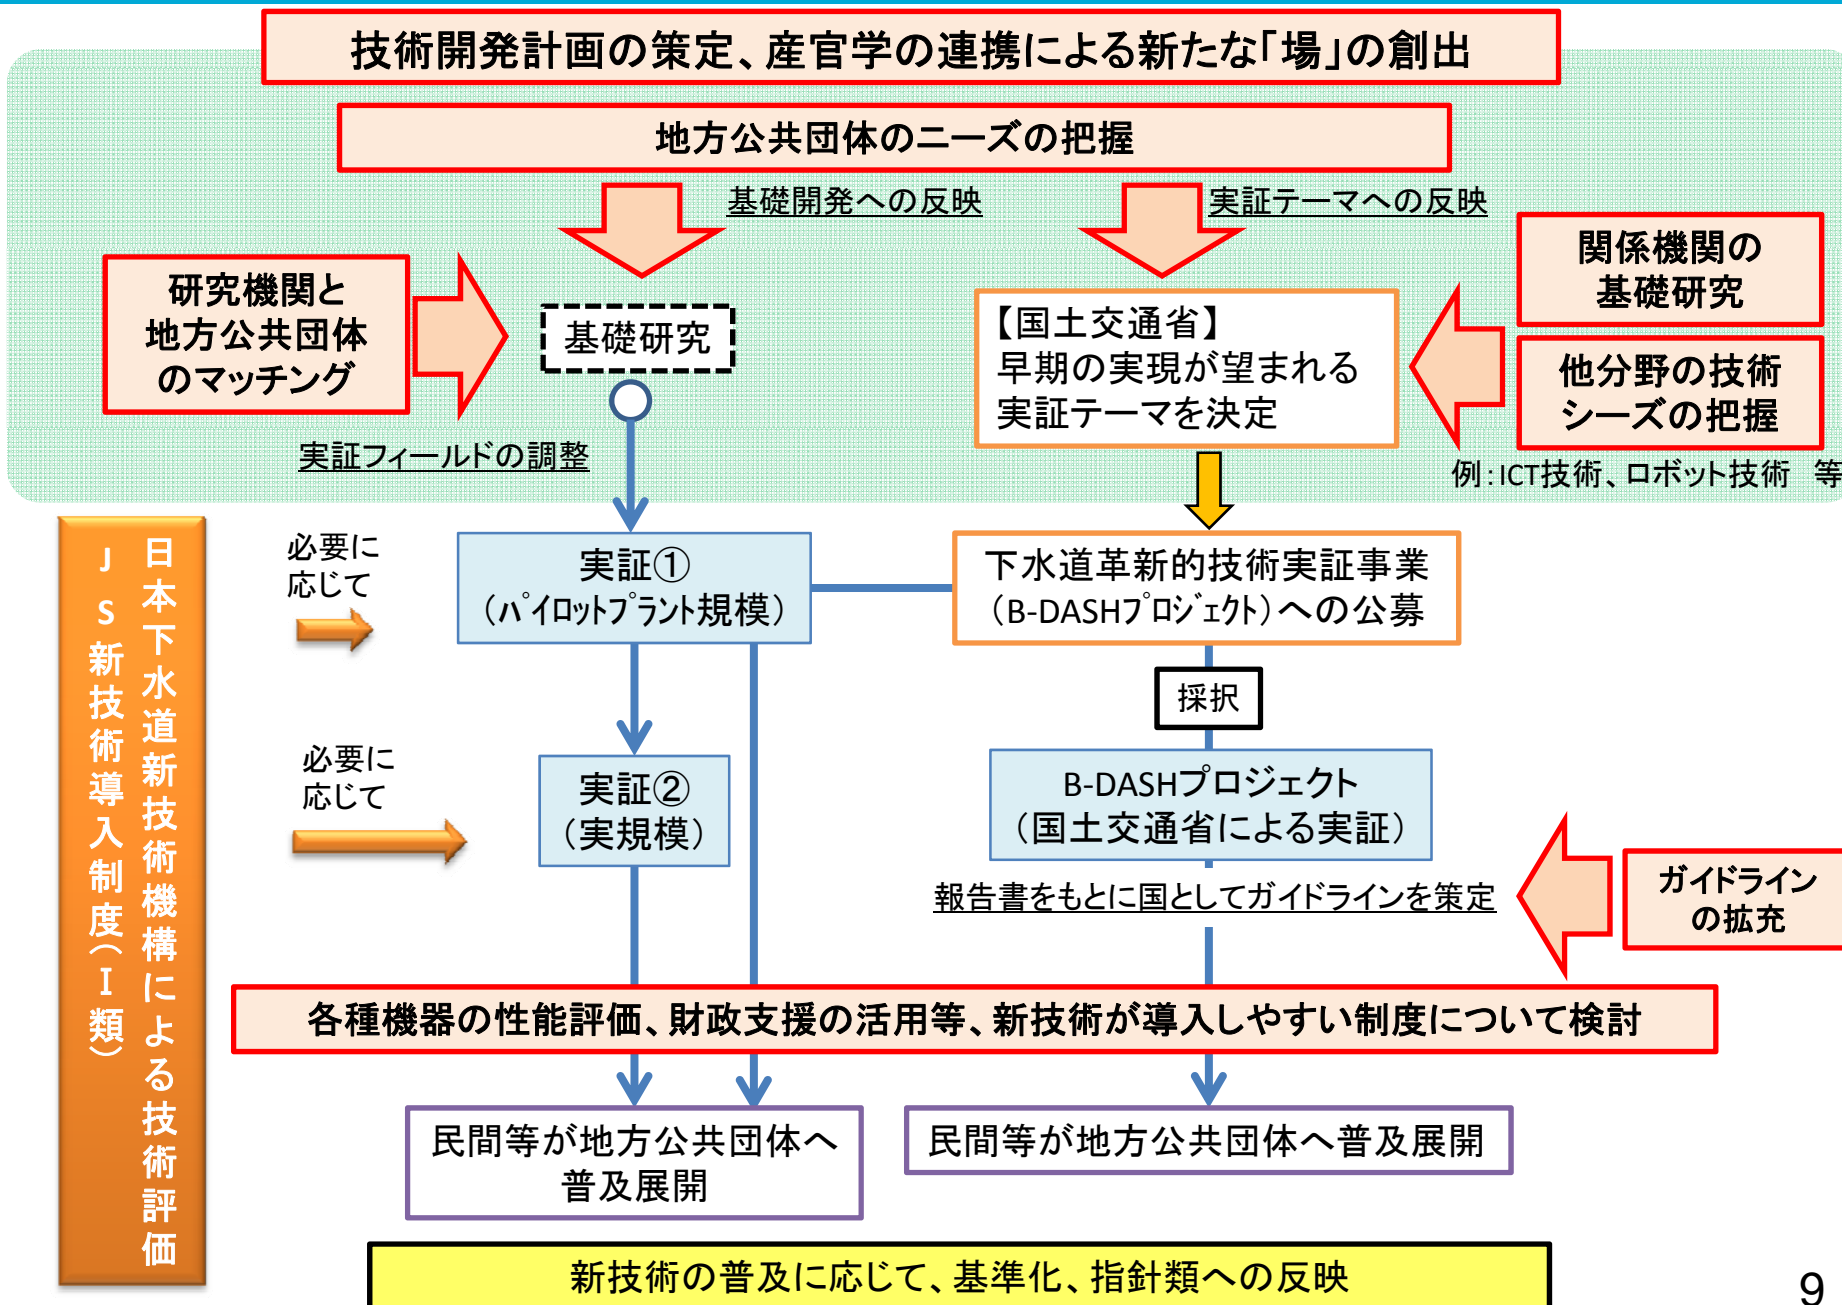 技術開発計画の策定、産官学の連携による新たな「場」の創出
地方公共団体のニーズの把握
基礎開発への反映
実証テーマへの反映
研究機関と
地方公共団体
のマッチング
基礎研究
【国土交通省】
早期の実現が望まれる
実証テーマを決定
関係機関の
基礎研究
他分野の技術
シーズの把握
例：ICT技術、ロボット技術　等
実証フィールドの調整
日本下水道新技術機構による技術評価
ＪＳ新技術導入制度（Ⅰ類）
必要に
応じて
実証①
（ﾊﾟｲﾛｯﾄﾌﾟﾗﾝﾄ規模）
下水道革新的技術実証事業
（B-DASHﾌﾟﾛｼﾞｪｸﾄ）への公募
採択
必要に
応じて
実証②
（実規模）
B-DASHプロジェクト
（国土交通省による実証）
報告書をもとに国としてガイドラインを策定
ガイドライン
の拡充
各種機器の性能評価、財政支援の活用等、新技術が導入しやすい制度について検討
民間等が地方公共団体へ
普及展開
民間等が地方公共団体へ普及展開
新技術の普及に応じて、基準化、指針類への反映
9